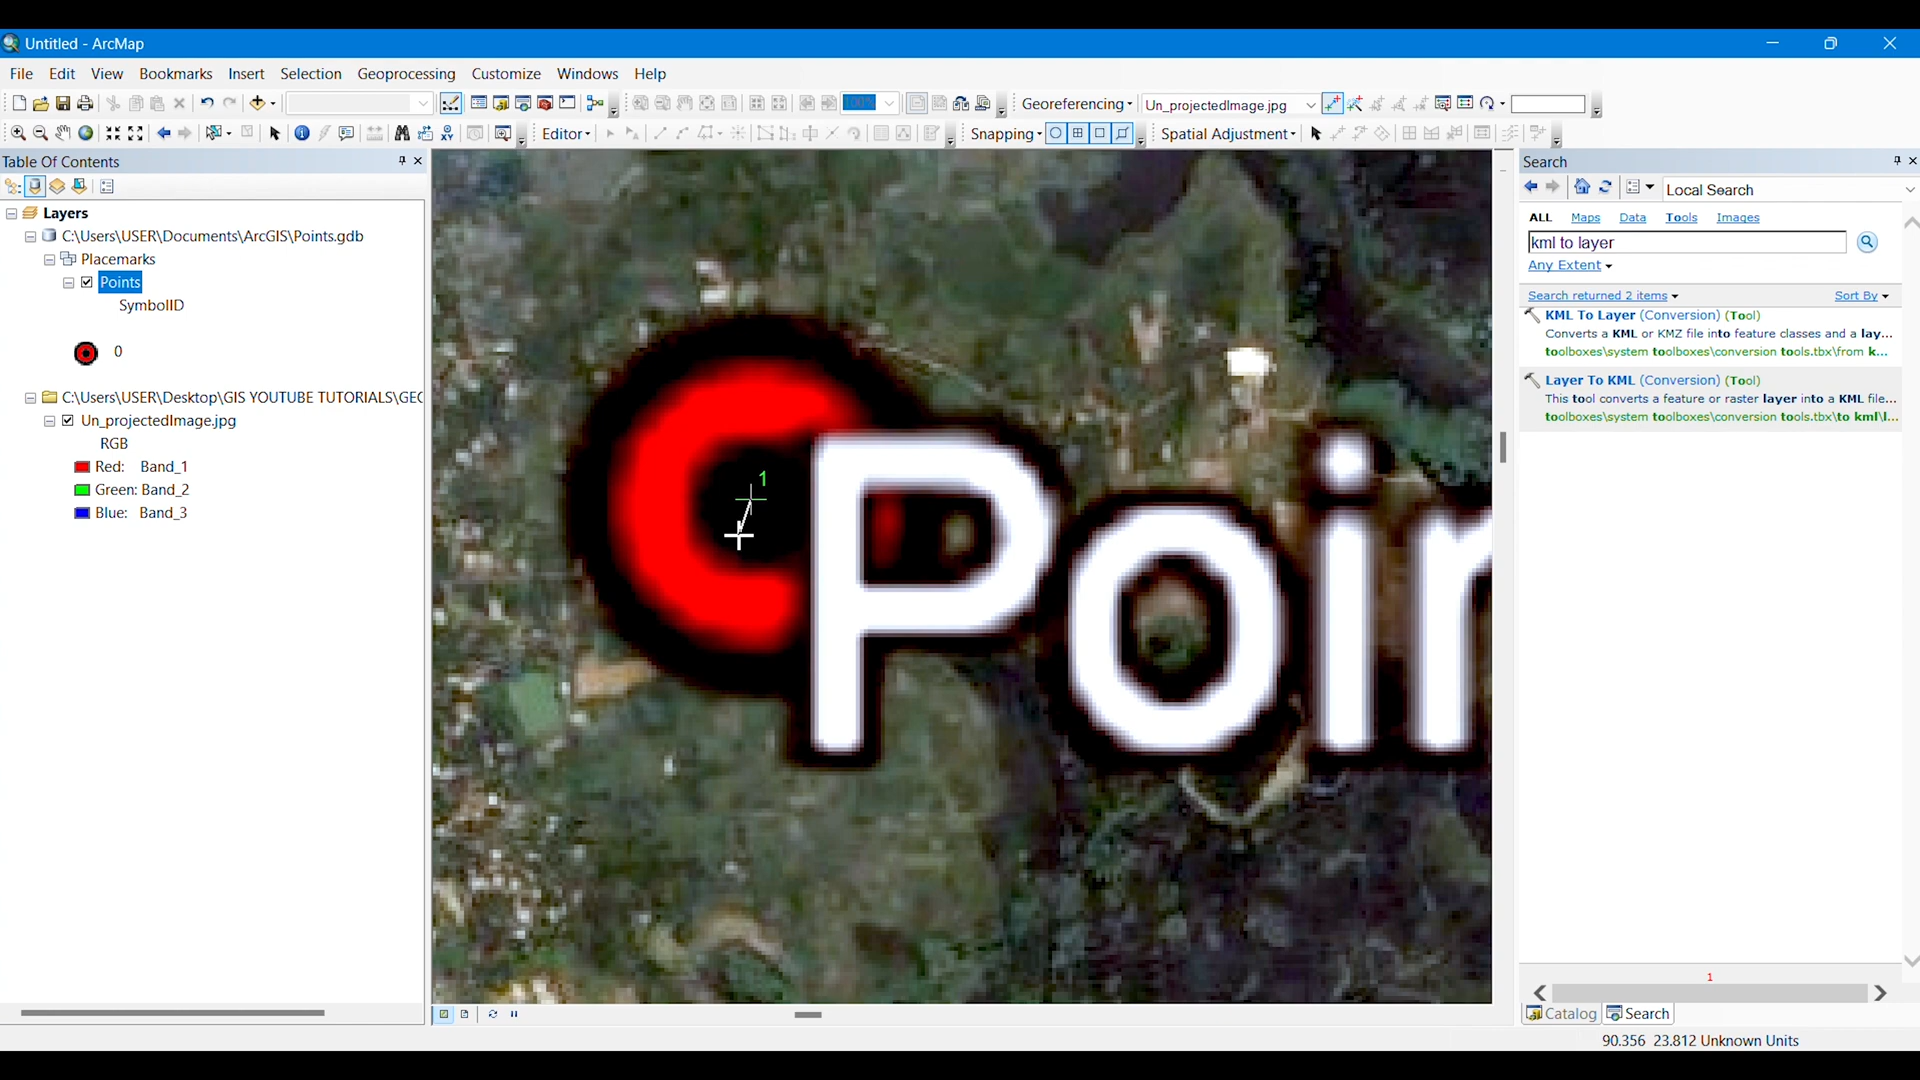 Untitled - ArcMap
File Edit View Bookmarks Insert Selection Geoprocessing Customize Windows Help
100% Georeferencing Un_projectedImage.jpg
Editor Snapping Spatial Adjustment
Table Of Contents
Layers
C:\Users\USER\Documents\ArcGIS\Points.gdb
Placemarks
Points
SymbolID
0
C:\Users\USER\Desktop\GIS YOUTUBE TUTORIALS\GEC
Un_projectedImage.jpg
RGB
Red: Band_1
Green: Band_2
Blue: Band_3
1
Poin
Search
Local Search
ALL Maps Data Tools Images
kml to layer
Any Extent
Search returned 2 items Sort By
KML To Layer (Conversion) (Tool)
Converts a KML or KMZ file into feature classes and a lay...
toolboxes\system toolboxes\conversion tools.tbx\from k...
Layer To KML (Conversion) (Tool)
This tool converts a feature or raster layer into a KML file...
toolboxes\system toolboxes\conversion tools.tbx\to kml\l...
1
Catalog Search
90.356 23.812 Unknown Units